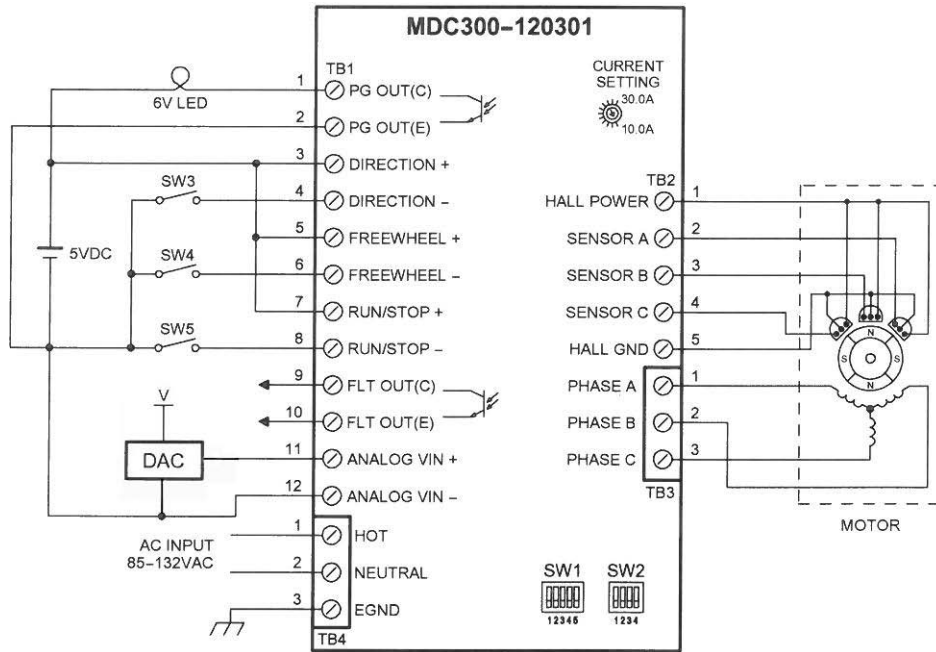 MDC300-120301
TB1
1 PG OUT(C)
6V LED
2 PG OUT(E)
3 DIRECTION +
SW3
4 DIRECTION -
5 FREEWHEEL +
5VDC
SW4
6 FREEWHEEL -
7 RUN/STOP +
SW5
8 RUN/STOP -
9 FLT OUT(C)
10 FLT OUT(E)
V
DAC
11 ANALOG VIN +
12 ANALOG VIN -
AC INPUT
85-132VAC
1 HOT
2 NEUTRAL
3 EGND
TB4
CURRENT
SETTING
30.0A
10.0A
TB2
HALL POWER 1
SENSOR A 2
SENSOR B 3
SENSOR C 4
HALL GND 5
PHASE A 1
PHASE B 2
PHASE C 3
TB3
N
S S
N
MOTOR
SW1 SW2
12345 1234